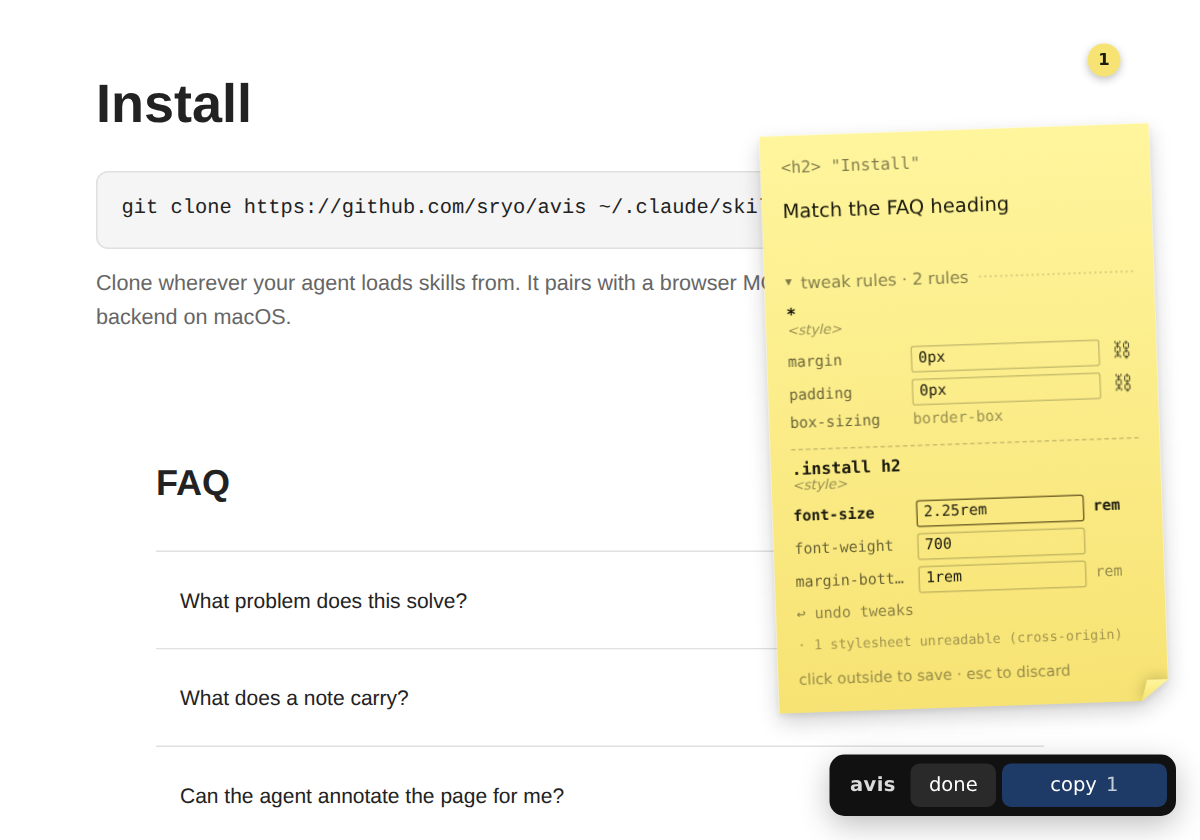 1
Install
git clone https://github.com/sryo/avis ~/.claude/ski
Clone wherever your agent loads skills from. It pairs with a browser
backend on macOS.
FAQ
What problem does this solve?
What does a note carry?
Can the agent annotate the page for me?
<h2> "Install"
Match the FAQ heading
▾ tweak rules · 2 rules
*
<style>
margin 0px
padding 0px
box-sizing border-box
.install h2
<style>
font-size 2.25rem rem
font-weight 700
margin-bott… 1rem rem
↩ undo tweaks
· 1 stylesheet unreadable (cross-origin)
click outside to save · esc to discard
avis done copy 1